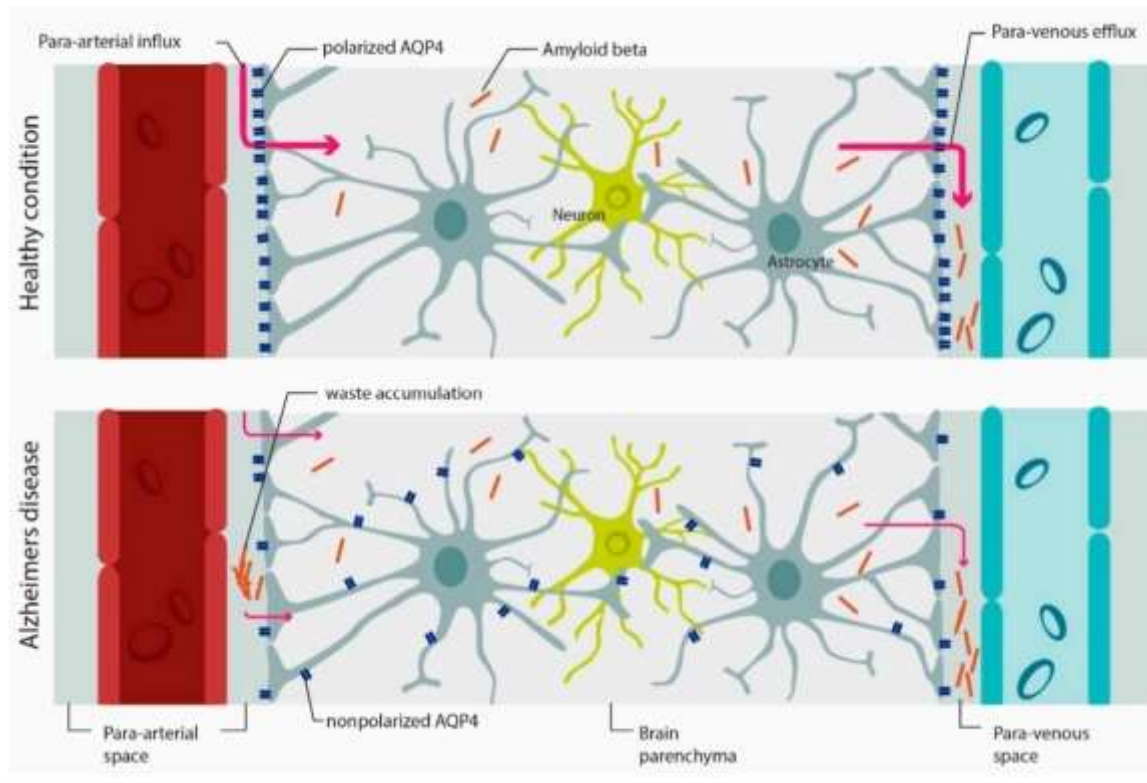 Para-arterial influx
polarized AQP4
Amyloid beta
Para-venous efflux
Healthy condition
Neuron
Astrocyte
waste accumulation
Alzheimers disease
nonpolarized AQP4
Para-arterial
space
Brain
parenchyma
Para-venous
space